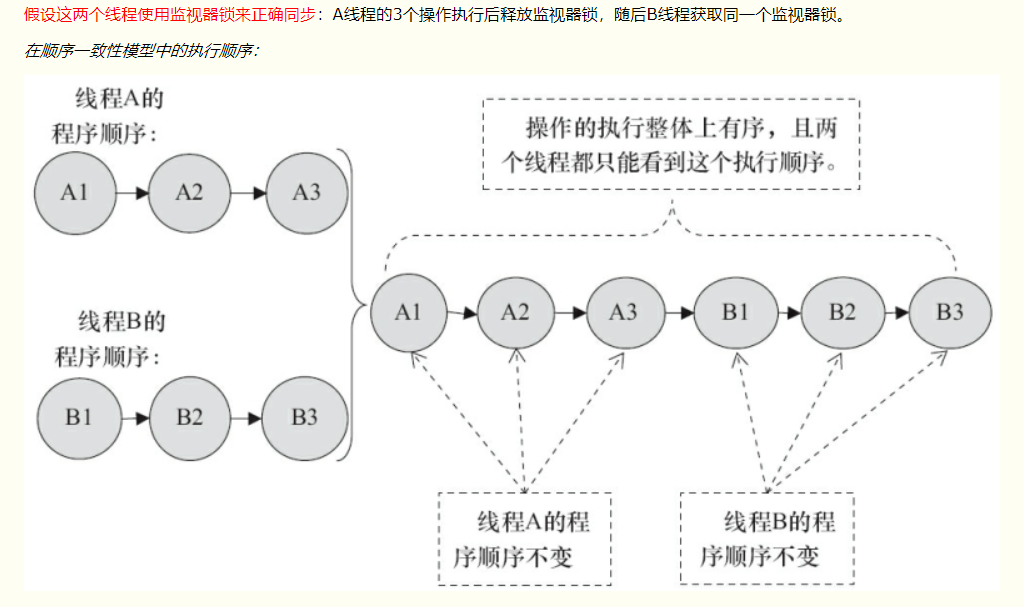 假设这两个线程使用监视器锁来正确同步：A线程的3个操作执行后释放监视器锁，随后B线程获取同一个监视器锁。
在顺序一致性模型中的执行顺序：
线程A的
程序顺序：
A1
A2
A3
操作的执行整体上有序，且两
个线程都只能看到这个执行顺序。
线程B的
程序顺序：
B1
B2
B3
A1
A2
A3
B1
B2
B3
线程A的程
序顺序不变
线程B的程
序顺序不变